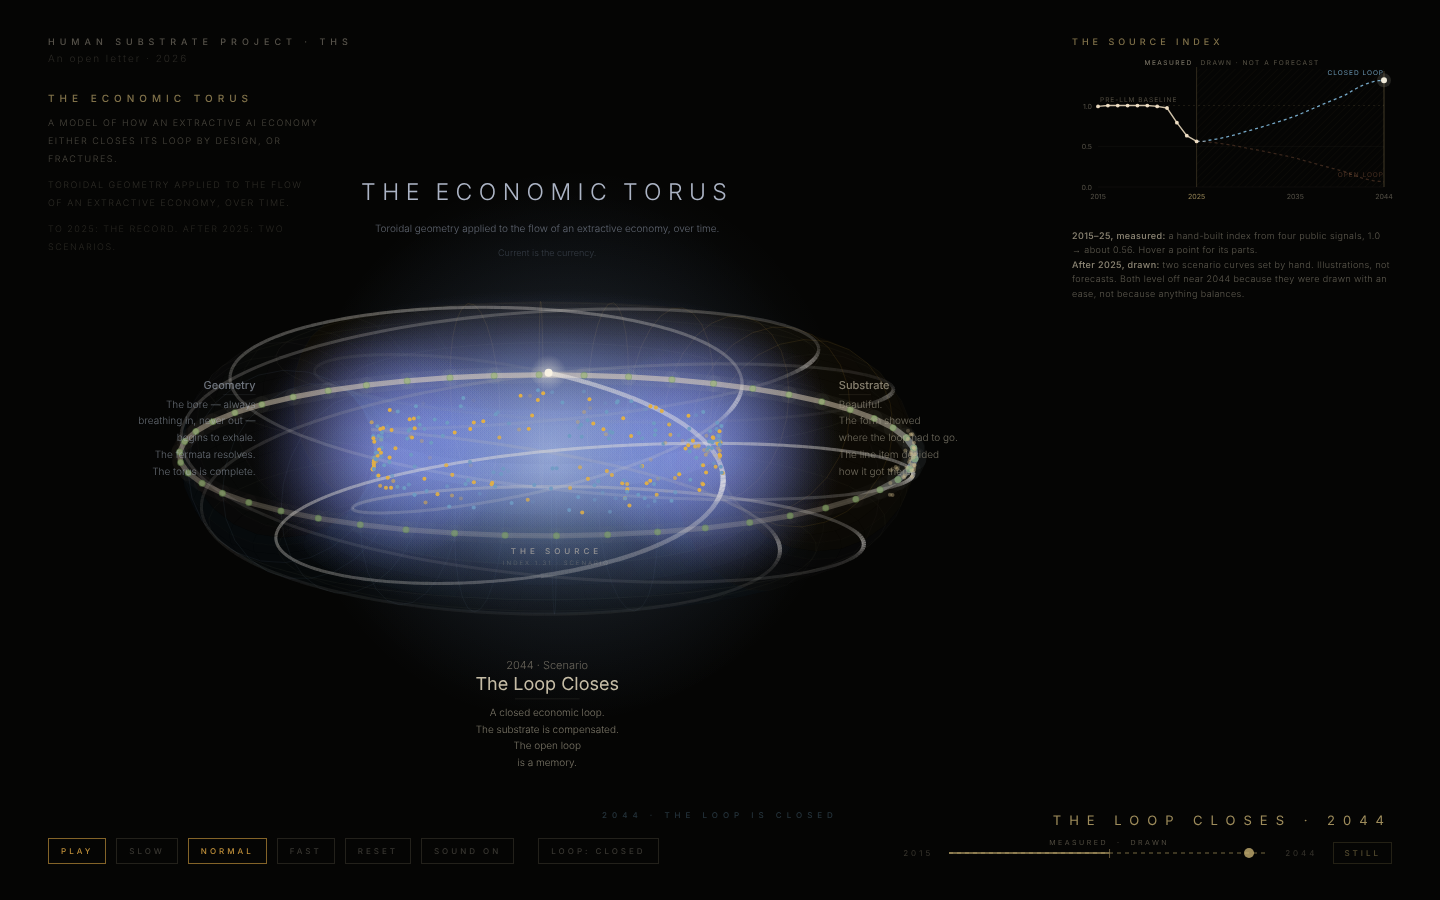 HUMAN SUBSTRATE PROJECT · THS
An open letter · 2026
THE ECONOMIC TORUS
A MODEL OF HOW AN EXTRACTIVE AI ECONOMY
EITHER CLOSES ITS LOOP BY DESIGN, OR
FRACTURES.
TOROIDAL GEOMETRY APPLIED TO THE FLOW
OF AN EXTRACTIVE ECONOMY, OVER TIME.
TO 2025: THE RECORD. AFTER 2025: TWO
SCENARIOS.
THE ECONOMIC TORUS
Toroidal geometry applied to the flow of an extractive economy, over time.
Current is the currency.
THE SOURCE INDEX
MEASURED DRAWN · NOT A FORECAST
CLOSED LOOP
PRE-LLM BASELINE
1.0
0.5
OPEN LOOP
0.0
2015 2025 2035 2044
2015–25, measured: a hand-built index from four public signals, 1.0
→ about 0.56. Hover a point for its parts.
After 2025, drawn: two scenario curves set by hand. Illustrations, not
forecasts. Both level off near 2044 because they were drawn with an
ease, not because anything balances.
Geometry
The bore — always
breathing in, never out —
begins to exhale.
The fermata resolves.
The torus is complete.
Substrate
Beautiful.
The form showed
where the loop had to go.
The line item decided
how it got there.
THE SOURCE
2044 · Scenario
The Loop Closes
A closed economic loop.
The substrate is compensated.
The open loop
is a memory.
2044 · THE LOOP IS CLOSED
PLAY SLOW NORMAL FAST RESET SOUND ON LOOP: CLOSED
THE LOOP CLOSES · 2044
MEASURED · DRAWN
2015 2044 STILL